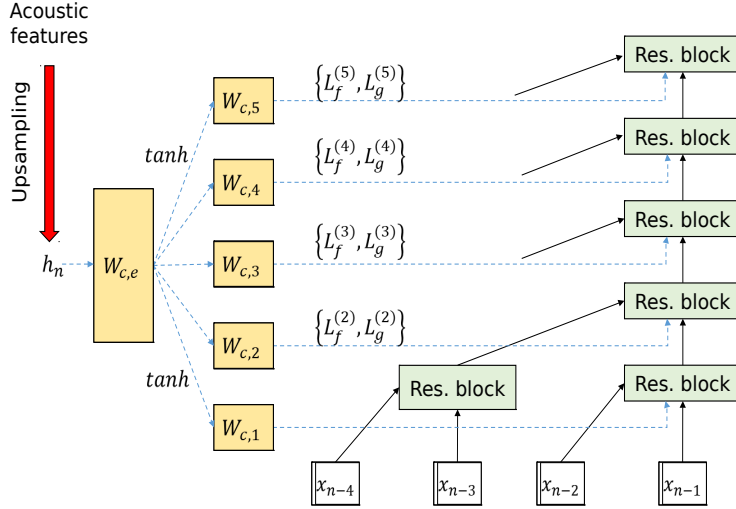 Acoustic
features
Upsampling
Res. block
$\{L_f^{(5)}, L_g^{(5)}\}$
$W_{c,5}$
Res. block
tanh
$\{L_f^{(4)}, L_g^{(4)}\}$
$W_{c,4}$
Res. block
$\{L_f^{(3)}, L_g^{(3)}\}$
$h_n$
$W_{c,e}$
$W_{c,3}$
Res. block
$\{L_f^{(2)}, L_g^{(2)}\}$
$W_{c,2}$
tanh
Res. block
Res. block
$W_{c,1}$
$x_{n-4}$
$x_{n-3}$
$x_{n-2}$
$x_{n-1}$